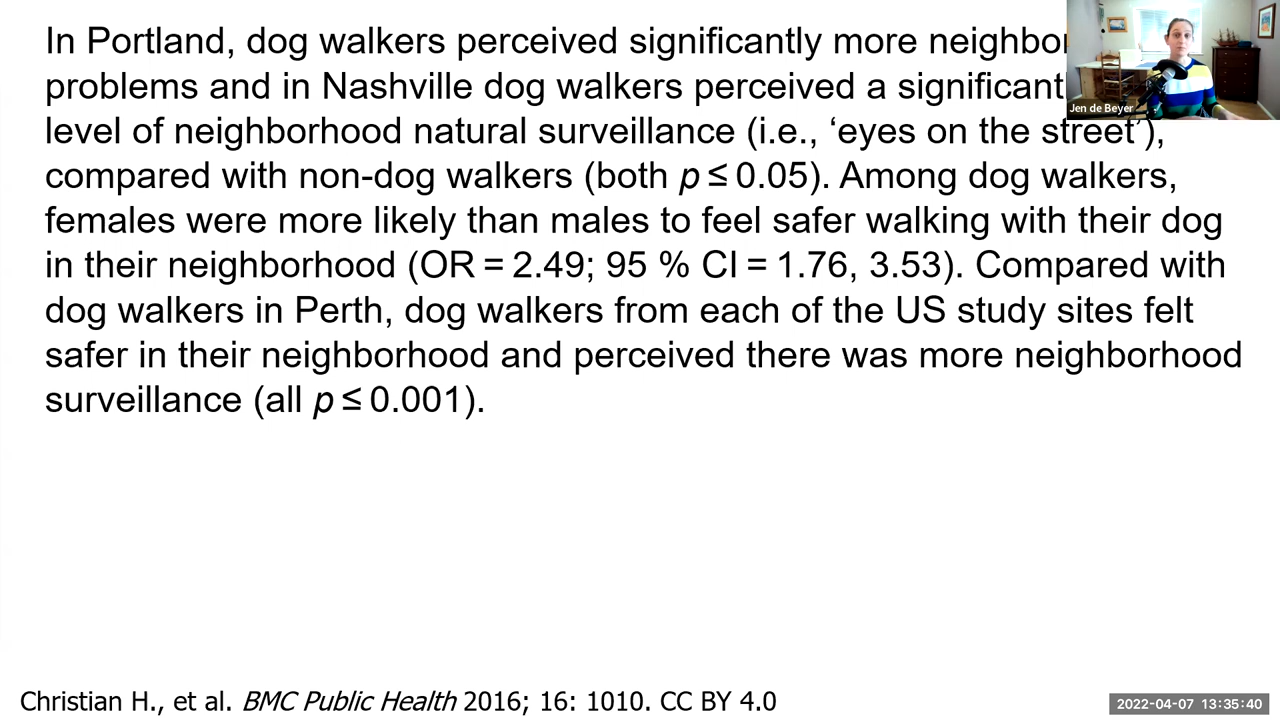 In Portland, dog walkers perceived significantly more
problems and in Nashville dog walkers perceived a
level of neighborhood natural surveillance (i.e., ‘eyes on the street’),
compared with non-dog walkers (both p ≤ 0.05). Among dog walkers,
females were more likely than males to feel safer walking with their dog
in their neighborhood (OR = 2.49; 95 % CI = 1.76, 3.53). Compared with
dog walkers in Perth, dog walkers from each of the US study sites felt
safer in their neighborhood and perceived there was more neighborhood
surveillance (all p ≤ 0.001).
Jen de Beyer
Christian H., et al. BMC Public Health 2016; 16: 1010. CC BY 4.0
2022-04-07 13:35:40